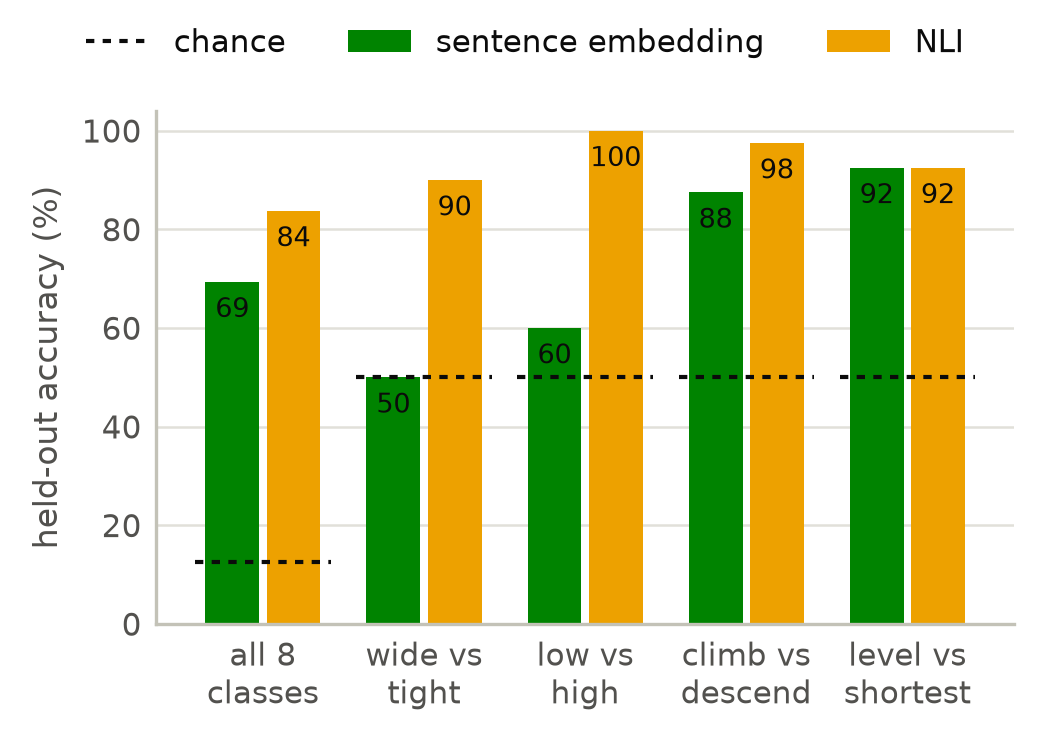 chance sentence embedding NLI
held-out accuracy (%)
100
80
60
40
20
0
69
84
50
90
60
100
88
98
92
92
all 8
classes
wide vs
tight
low vs
high
climb vs
descend
level vs
shortest